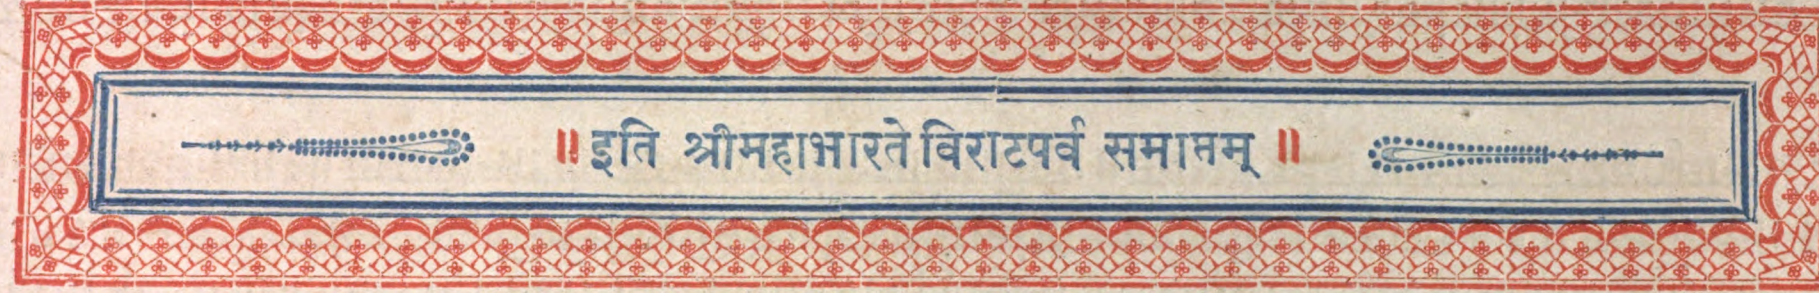 ॥ इति श्रीमहाभारते विराटपर्व समाप्तम् ॥